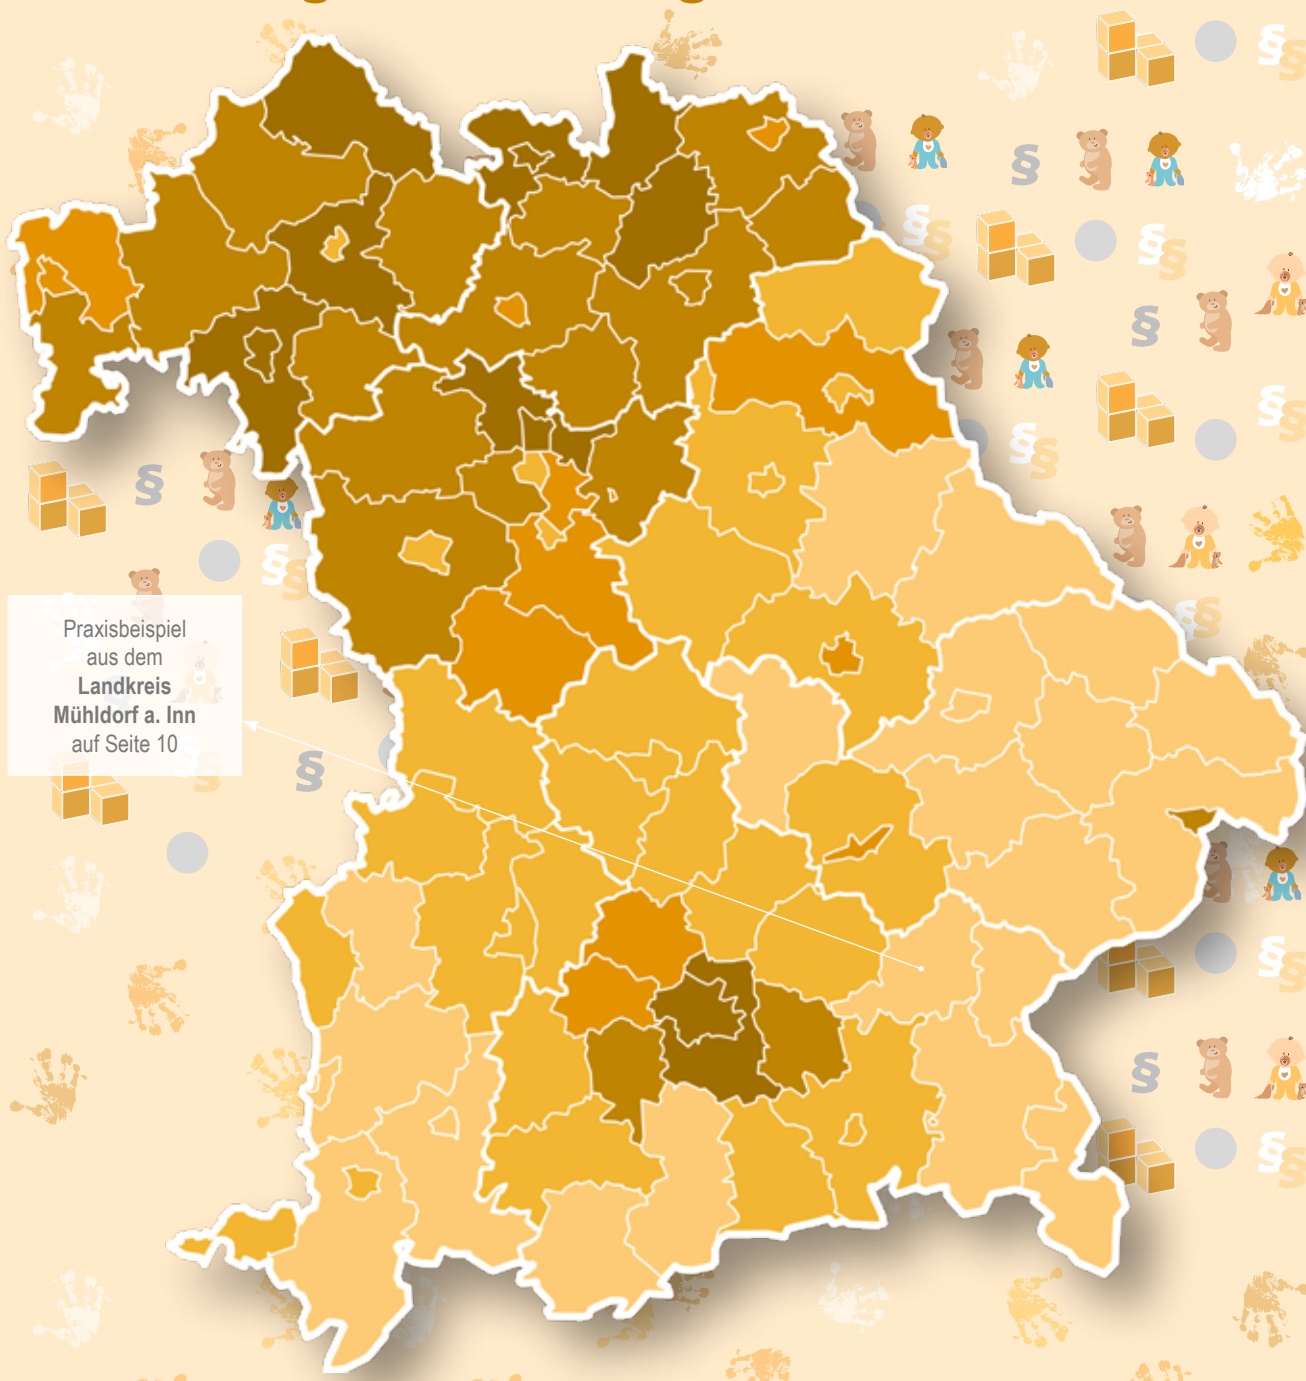 Praxisbeispiel
aus dem
Landkreis
Mühldorf a. Inn
auf Seite 10